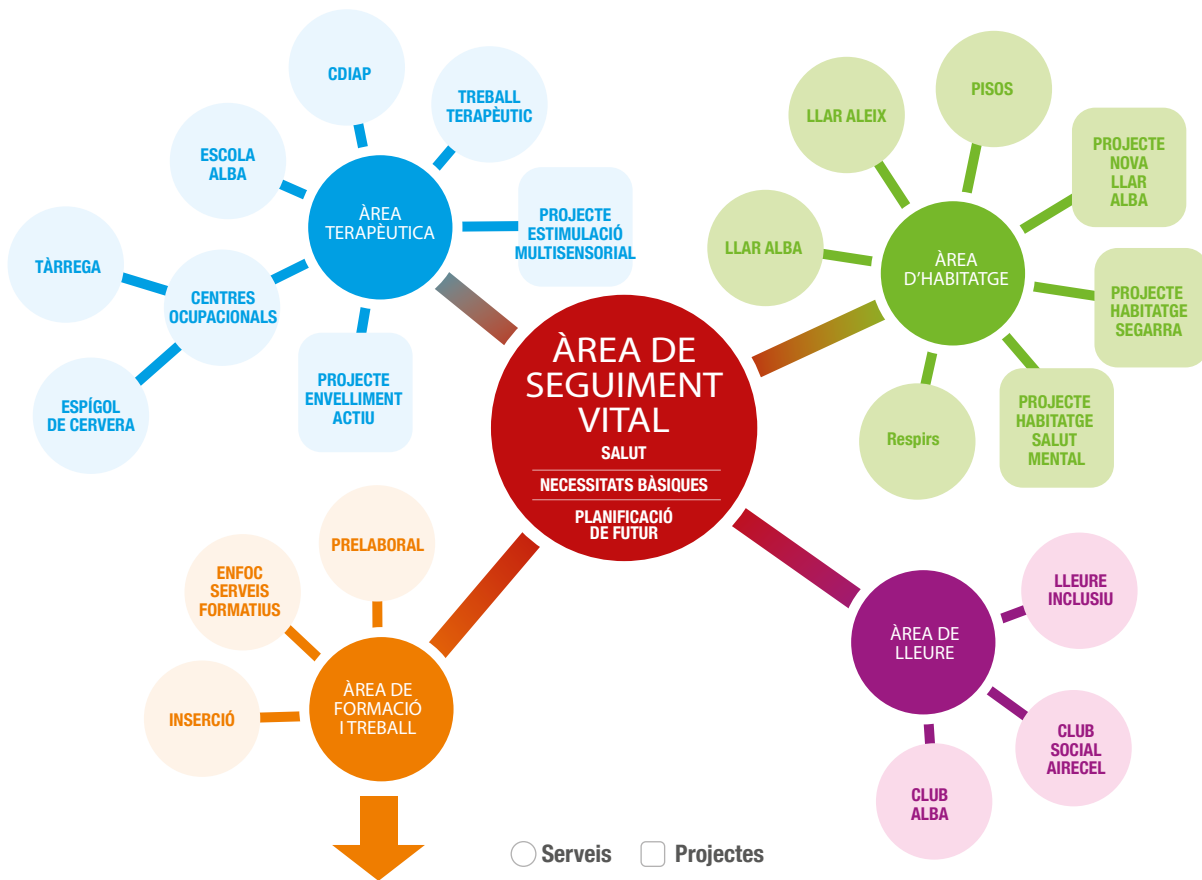 CDIAP
TREBALL
TERAPÈUTIC
ESCOLA
ALBA
ÀREA
TERAPÈUTICA
PROJECTE
ESTIMULACIÓ
MULTISENSORIAL
TÀRREGA
CENTRES
OCUPACIONALS
ESPÍGOL
DE CERVERA
PROJECTE
ENVELLIMENT
ACTIU
PISOS
LLAR ALEIX
PROJECTE
NOVA
LLAR
ALBA
LLAR ALBA
ÀREA
D'HABITATGE
PROJECTE
HABITATGE
SEGARRA
PROJECTE
HABITATGE
SALUT
MENTAL
Respirs
ÀREA DE
SEGUIMENT
VITAL
SALUT
NECESSITATS BÀSIQUES
PLANIFICACIÓ
DE FUTUR
PRELABORAL
ENFOC
SERVEIS
FORMATIUS
INSERCIÓ
ÀREA DE
FORMACIÓ
I TREBALL
LLEURE
INCLUSIU
ÀREA DE
LLEURE
CLUB
SOCIAL
AIRECEL
CLUB
ALBA
Serveis
Projectes